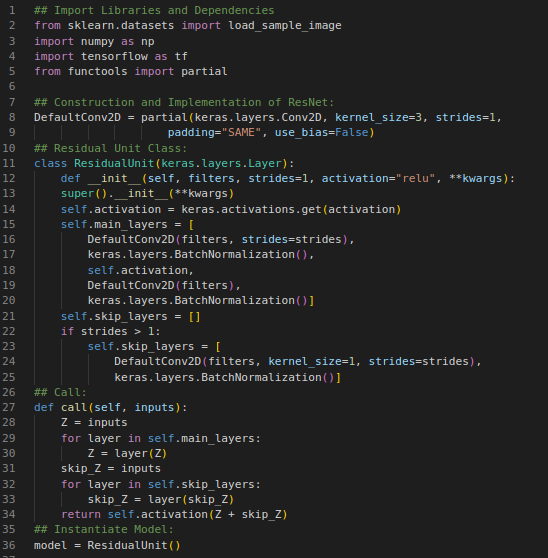 1 ## Import Libraries and Dependencies
2 from sklearn.datasets import load_sample_image
3 import numpy as np
4 import tensorflow as tf
5 from functools import partial
6
7 ## Construction and Implementation of ResNet:
8 DefaultConv2D = partial(keras.layers.Conv2D, kernel_size=3, strides=1,
9                     padding="SAME", use_bias=False)
10 ## Residual Unit Class:
11 class ResidualUnit(keras.layers.Layer):
12     def __init__(self, filters, strides=1, activation="relu", **kwargs):
13     super().__init__(**kwargs)
14     self.activation = keras.activations.get(activation)
15     self.main_layers = [
16         DefaultConv2D(filters, strides=strides),
17         keras.layers.BatchNormalization(),
18         self.activation,
19         DefaultConv2D(filters),
20         keras.layers.BatchNormalization()]
21     self.skip_layers = []
22     if strides > 1:
23         self.skip_layers = [
24             DefaultConv2D(filters, kernel_size=1, strides=strides),
25             keras.layers.BatchNormalization()]
26 ## Call:
27 def call(self, inputs):
28     Z = inputs
29     for layer in self.main_layers:
30         Z = layer(Z)
31     skip_Z = inputs
32     for layer in self.skip_layers:
33         skip_Z = layer(skip_Z)
34     return self.activation(Z + skip_Z)
35 ## Instantiate Model:
36 model = ResidualUnit()